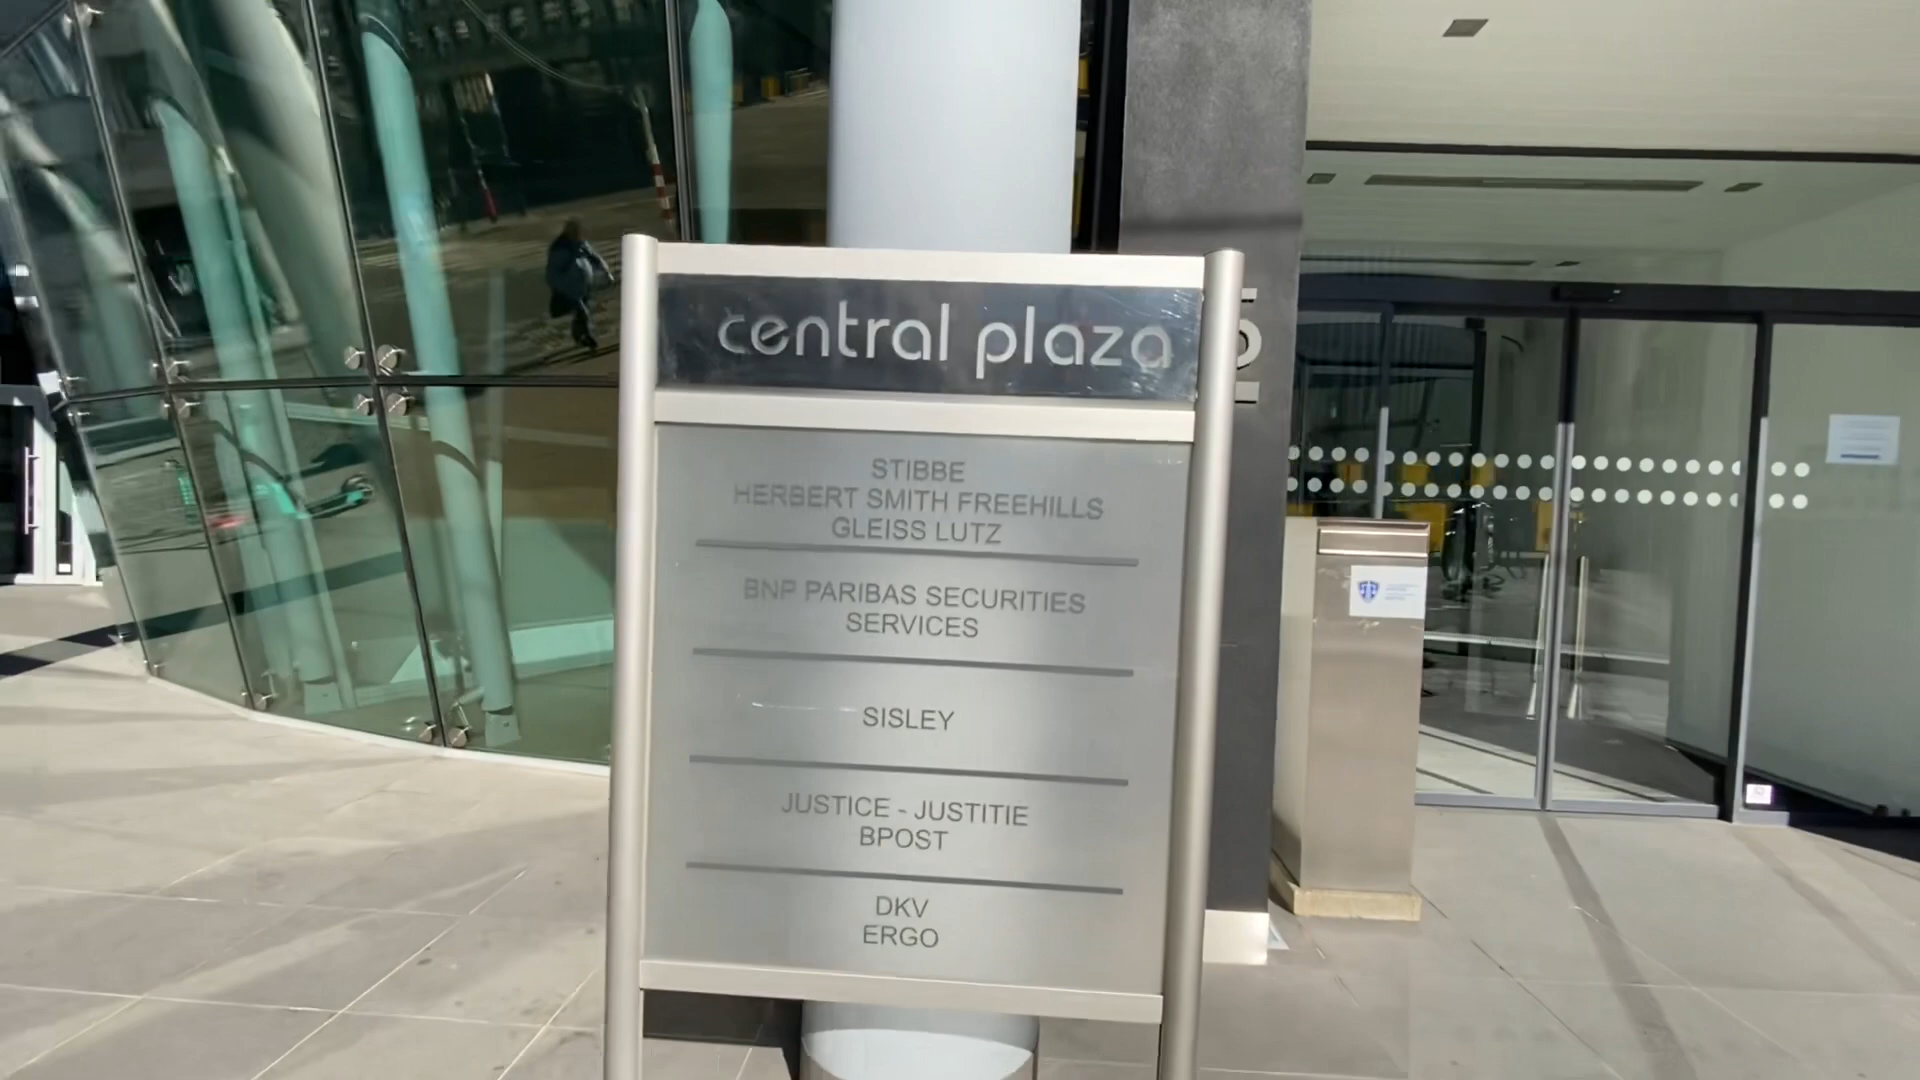 central plaza
STIBBE
HERBERT SMITH FREEHILLS
GLEISS LUTZ
BNP PARIBAS SECURITIES
SERVICES
SISLEY
JUSTICE - JUSTITIE
BPOST
DKV
ERGO